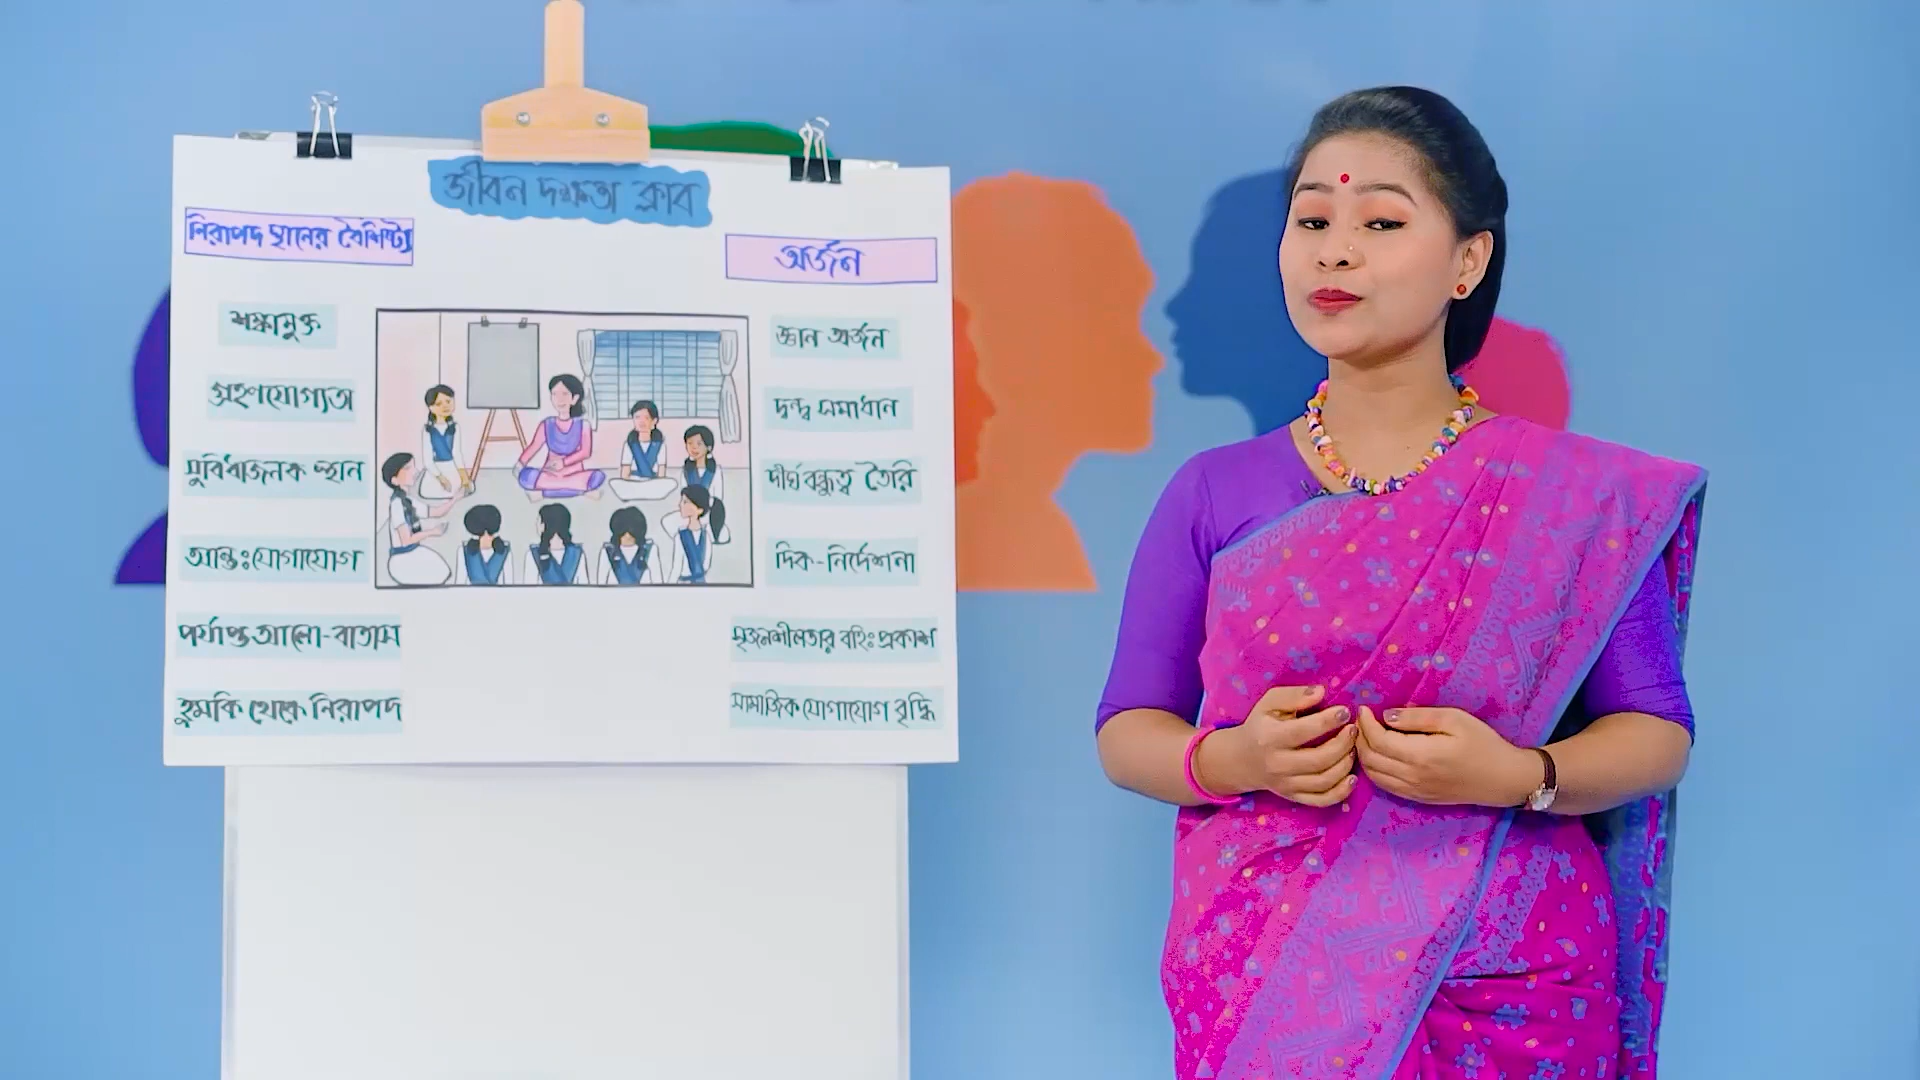 জীবন দক্ষতা ক্লাব
নিরাপদ স্থানের বৈশিষ্ট্য
শঙ্কামুক্ত
গ্রহণযোগ্যতা
সুবিধাজনক স্থান
আন্তঃযোগাযোগ
পর্যাপ্ত আলো-বাতাস
হুমকি থেকে নিরাপদ
অর্জন
জ্ঞান অর্জন
দ্বন্দ্ব সমাধান
দীর্ঘ বন্ধুত্ব তৈরি
দিক-নির্দেশনা
সৃজনশীলতার বহিঃপ্রকাশ
সামাজিক যোগাযোগ বৃদ্ধি